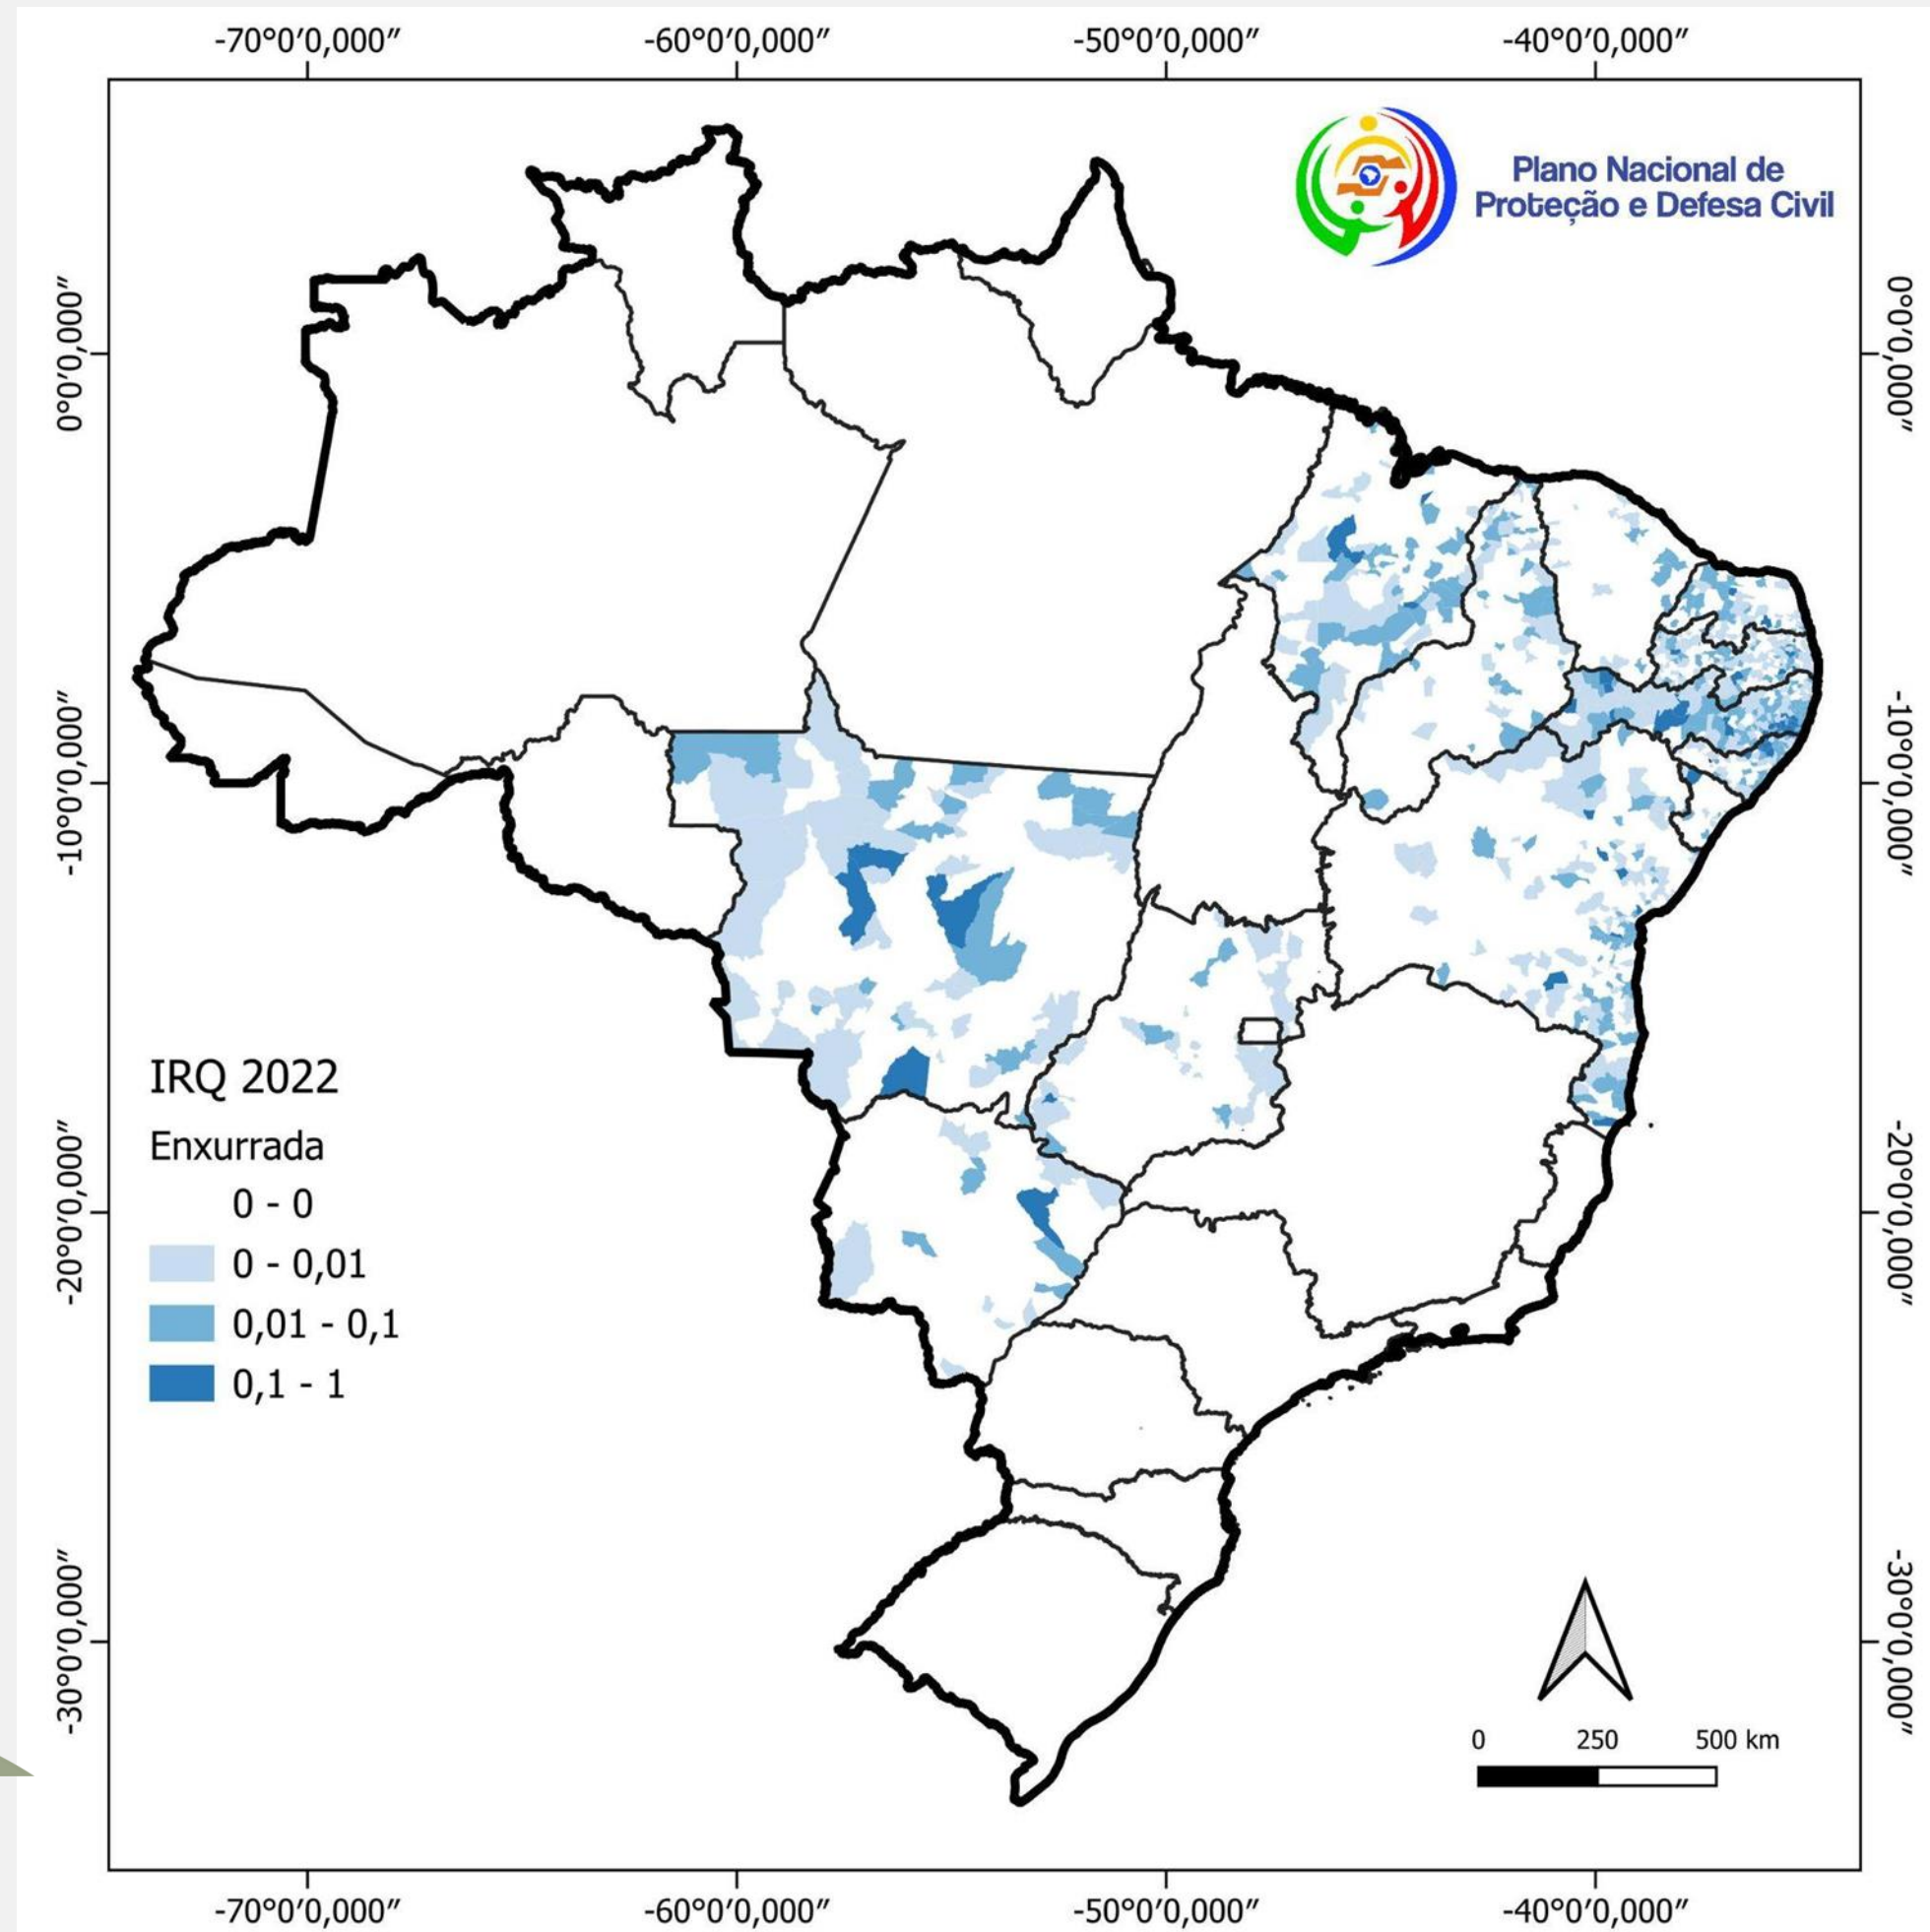 -70°0′0,000″ -60°0′0,000″ -50°0′0,000″ -40°0′0,000″
Plano Nacional de
Proteção e Defesa Civil
0°0′0,000″ 0°0′0,000″
-10°0′0,000″ -10°0′0,000″
IRQ 2022
Enxurrada
0 - 0
0 - 0,01
0,01 - 0,1
0,1 - 1
-20°0′0,000″ -20°0′0,000″
-30°0′0,000″ -30°0′0,000″
0 250 500 km
-70°0′0,000″ -60°0′0,000″ -50°0′0,000″ -40°0′0,000″